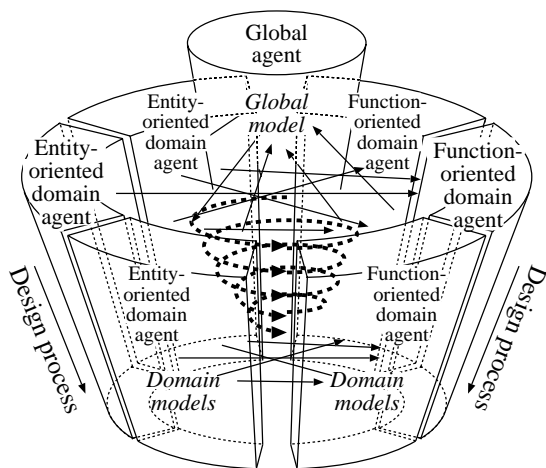 Global
agent
Entity-
oriented
domain
agent
Global
model
Function-
oriented
domain
agent
Entity-
oriented
domain
agent
Function-
oriented
domain
agent
Entity-
oriented
domain
agent
Function-
oriented
domain
agent
Design process
Design process
Domain
models
Domain
models